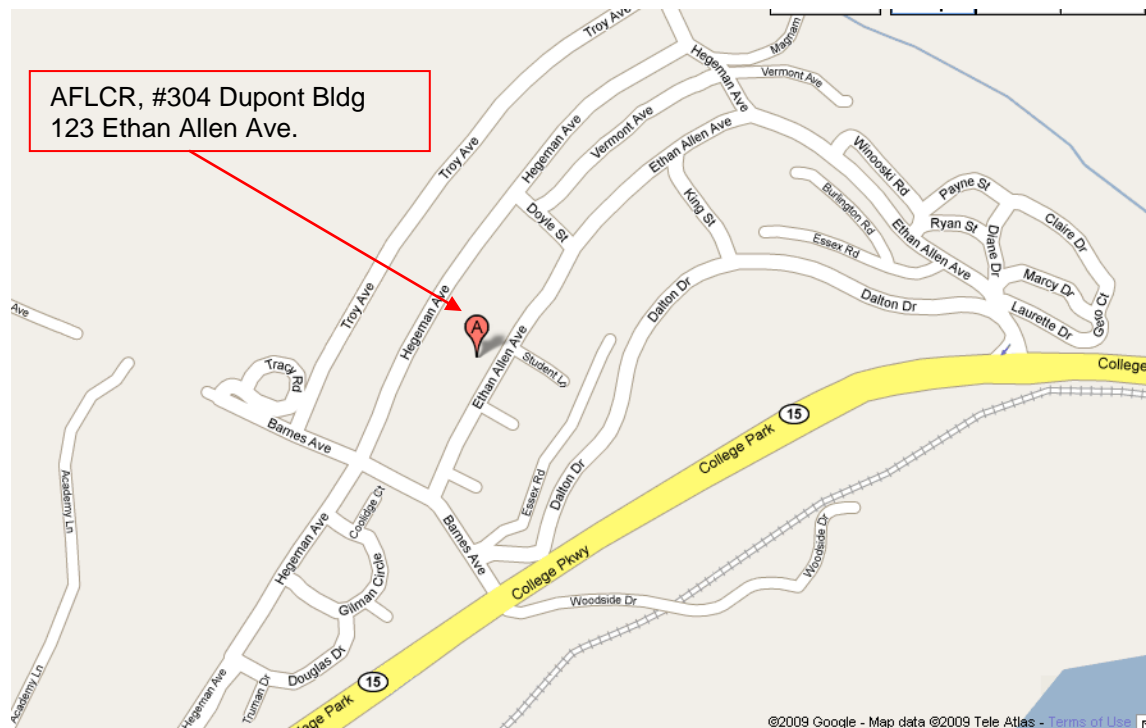 AFLCR, #304 Dupont Bldg
123 Ethan Allen Ave.
Troy Ave
Hegeman Ave
Magnam
Vermont Ave
Hegeman Ave
Vermont Ave
Ethan Allen Ave
Troy Ave
Winooski Rd
Payne St
Burlington Rd
King St
Doyle St
Ryan St
Claire Dr
Diane Dr
Essex Rd
Ethan Allen Ave
Marcy Dr
Dalton Dr
Dalton Dr
Laurette Dr
Gelo Ct
Ave
Troy Ave
Hegeman Ave
A
Student Ln
Ethan Allen Ave
Tracy Rd
College
Barnes Ave
15
College Park
Academy Ln
Coolidge Ct
Essex Rd
Dalton Dr
Barnes Ave
Hegeman Ave
College Pkwy
Woodside Dr
Gilman Circle
Woodside Dr
Douglas Dr
Academy Ln
Hegeman Ave
Truman Dr
15
College Park
©2009 Google - Map data ©2009 Tele Atlas - Terms of Use